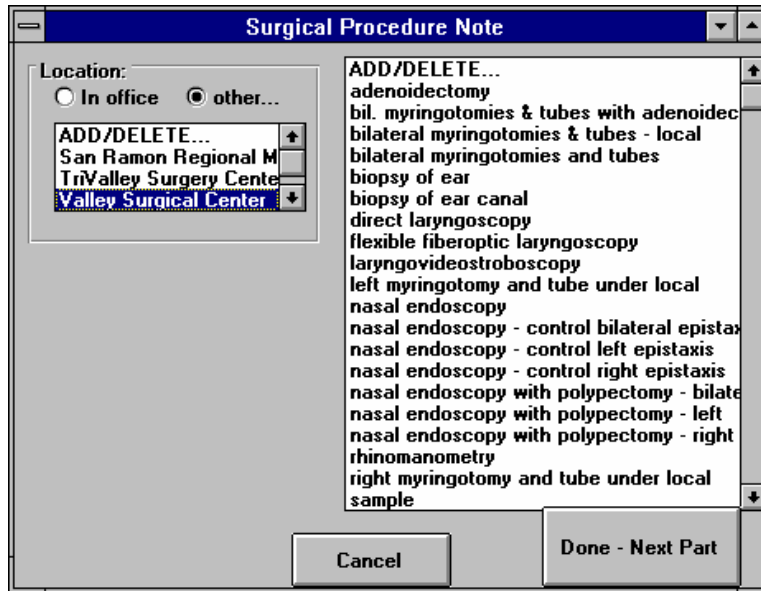 Surgical Procedure Note
Location:
In office other...
ADD/DELETE...
San Ramon Regional M
TriValley Surgery Cente
Valley Surgical Center
ADD/DELETE...
adenoidectomy
bil. myringotomies & tubes with adenoidec
bilateral myringotomies & tubes - local
bilateral myringotomies and tubes
biopsy of ear
biopsy of ear canal
direct laryngoscopy
flexible fiberoptic laryngoscopy
laryngovideostroboscopy
left myringotomy and tube under local
nasal endoscopy
nasal endoscopy - control bilateral epistax
nasal endoscopy - control left epistaxis
nasal endoscopy - control right epistaxis
nasal endoscopy with polypectomy - bilate
nasal endoscopy with polypectomy - left
nasal endoscopy with polypectomy - right
rhinomanometry
right myringotomy and tube under local
sample
Cancel
Done - Next Part